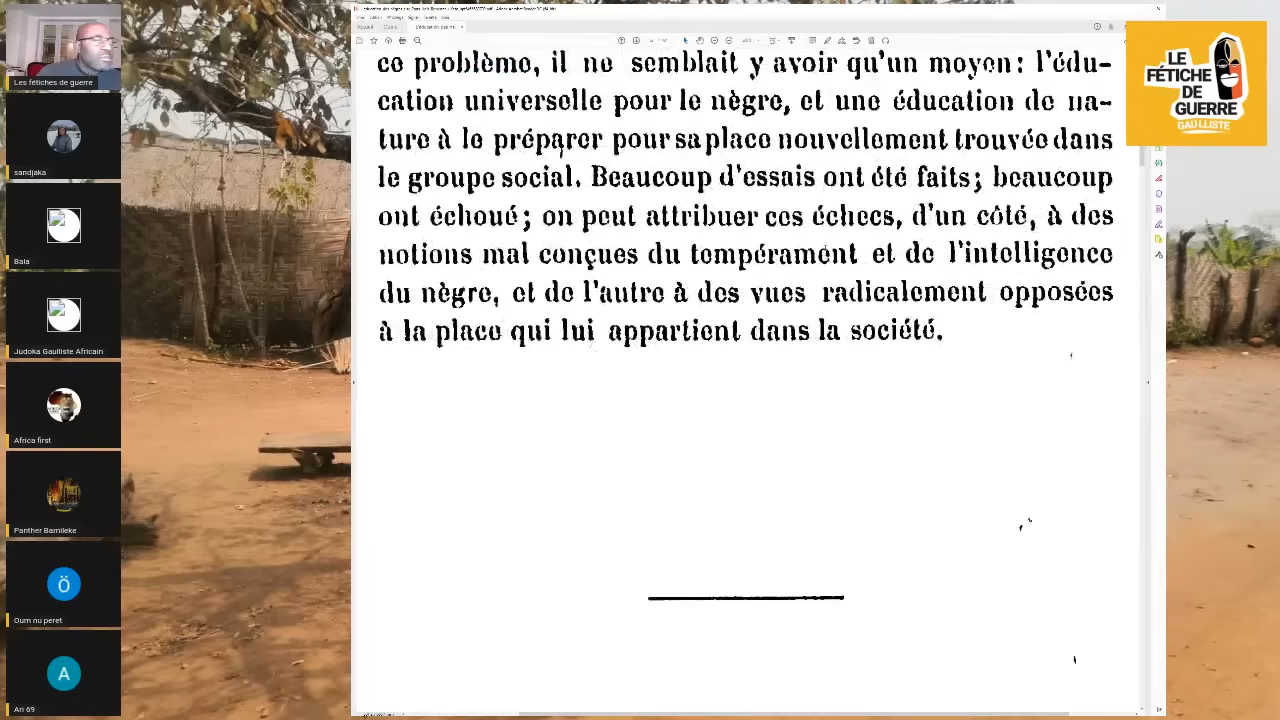 ce problème, il ne semblait y avoir qu'un moyen: l'édu-
cation universelle pour le nègre, et une éducation de na-
ture à le préparer pour sa place nouvellement trouvée dans
le groupe social. Beaucoup d'essais ont été faits; beaucoup
ont échoué; on peut attribuer ces échecs, d'un côté, à des
notions mal conçues du tempérament et de l'intelligence
du nègre, et de l'autre à des vues radicalement opposées
à la place qui lui appartient dans la société.
LE
FÉTICHE
DE
GUERRE
GAULLISTE
Les fétiches de guerre
sandjaka
Bala
Judoka Gaulliste Africain
Africa first
Panther Bamileke
Ö
Oum nu peret
A
Ari 69
Accueil